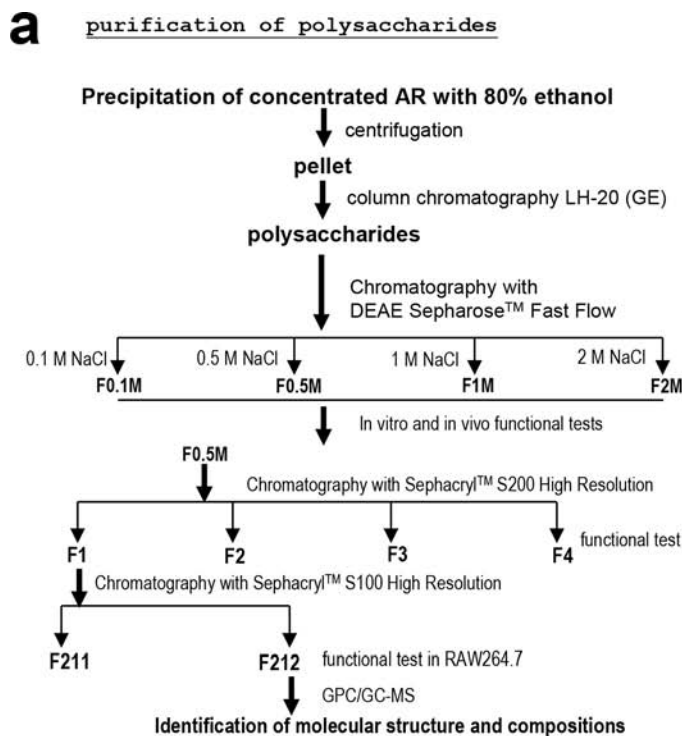 a purification of polysaccharides
Precipitation of concentrated AR with 80% ethanol
centrifugation
pellet
column chromatography LH-20 (GE)
polysaccharides
Chromatography with
DEAE Sepharose™ Fast Flow
0.1 M NaCl 0.5 M NaCl 1 M NaCl 2 M NaCl
F0.1M F0.5M F1M F2M
In vitro and in vivo functional tests
F0.5M
Chromatography with Sephacryl™ S200 High Resolution
F1 F2 F3 F4 functional test
Chromatography with Sephacryl™ S100 High Resolution
F211 F212 functional test in RAW264.7
GPC/GC-MS
Identification of molecular structure and compositions